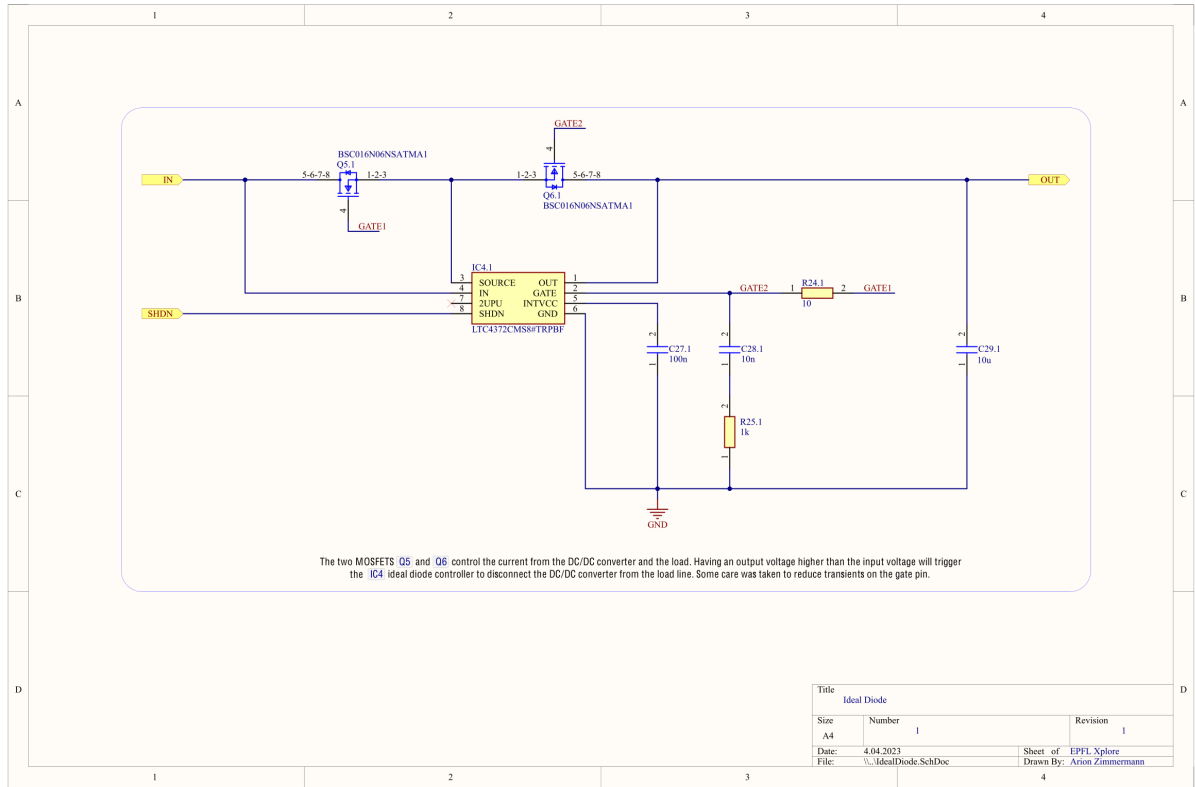 1 2 3 4
A A
GATE2
BSC016N06NSATMA1
Q5.1
4
IN 5-6-7-8 1-2-3 1-2-3 5-6-7-8 OUT
Q6.1
BSC016N06NSATMA1
4
GATE1
IC4.1
3 SOURCE OUT 1
4 IN GATE 2 GATE2 1 R24.1 2 GATE1
7 2UPU INTVCC 5 10
SHDN 8 SHDN GND 6
LTC4372CMS8#TRPBF
B B
2 2 2
C27.1 C28.1 C29.1
100n 10n 10u
1 1 1
2
R25.1
1k
1
C C
GND
The two MOSFETS Q5 and Q6 control the current from the DC/DC converter and the load. Having an output voltage higher than the input voltage will trigger
the IC4 ideal diode controller to disconnect the DC/DC converter from the load line. Some care was taken to reduce transients on the gate pin.
D D
Title
Ideal Diode
Size Number Revision
A4 1 1
Date: 4.04.2023 Sheet of EPFL Xplore
File: \\..\IdealDiode.SchDoc Drawn By: Arion Zimmermann
1 2 3 4